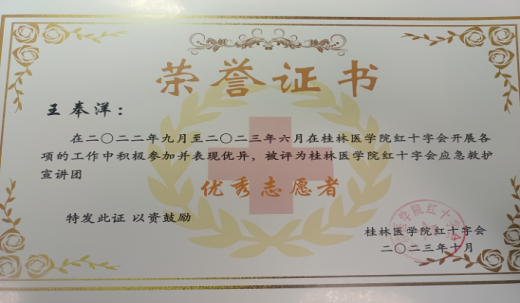 荣誉证书
王奉洋：
在二〇二二年九月至二〇二三年六月在桂林医学院红十字会开展各
项的工作中积极参加并表现优异，被评为桂林医学院红十字会应急救护
宣讲团
优秀志愿者
特发此证 以资鼓励
桂林医学院红十字会
二〇二三年十月